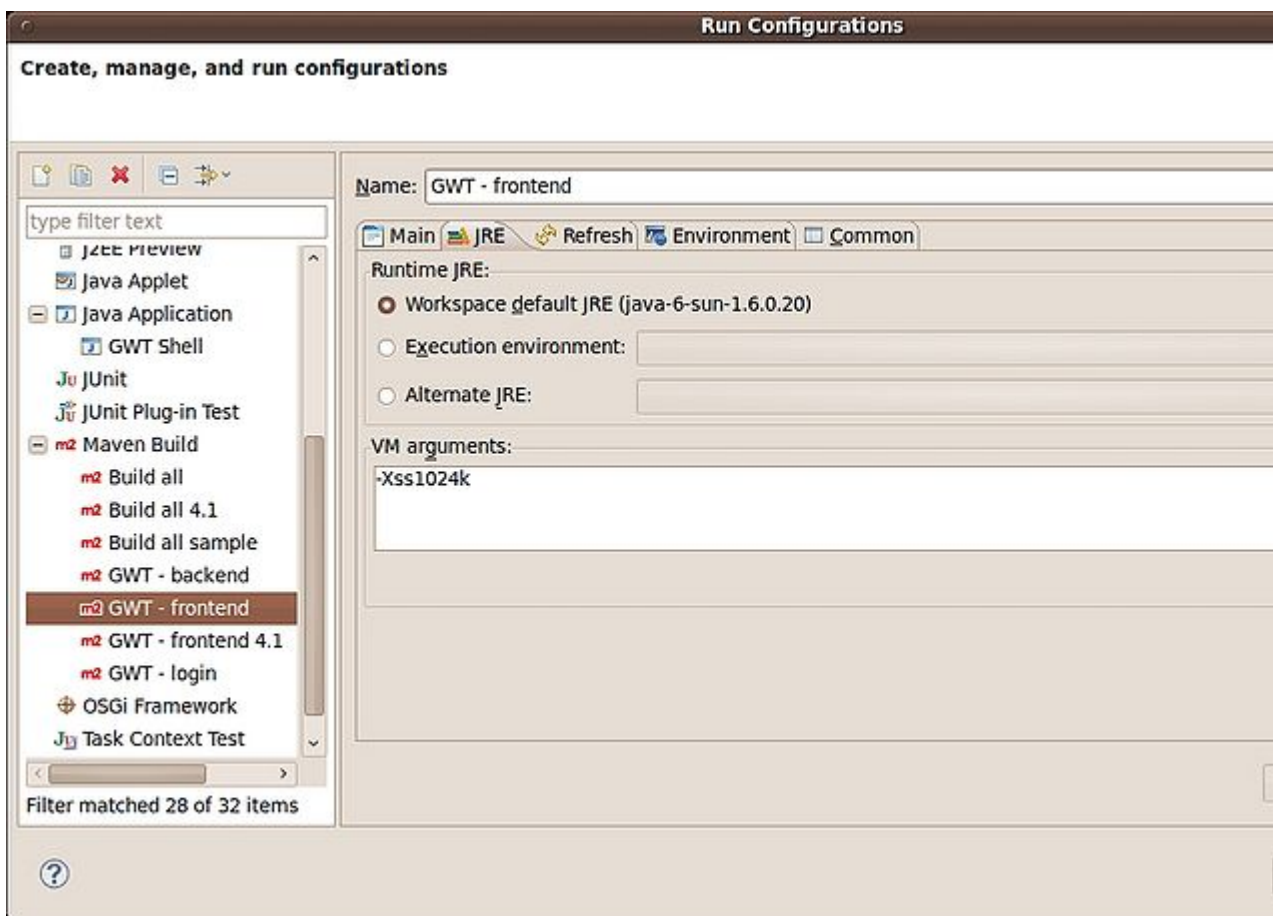 Run Configurations
Create, manage, and run configurations
type filter text
J2EE Preview
Java Applet
Java Application
GWT Shell
Ju JUnit
JUnit Plug-in Test
m2 Maven Build
m2 Build all
m2 Build all 4.1
m2 Build all sample
m2 GWT - backend
m2 GWT - frontend
m2 GWT - frontend 4.1
m2 GWT - login
OSGi Framework
Task Context Test
Filter matched 28 of 32 items
Name: GWT - frontend
Main JRE Refresh Environment Common
Runtime JRE:
Workspace default JRE (java-6-sun-1.6.0.20)
Execution environment:
Alternate JRE:
VM arguments:
-Xss1024k